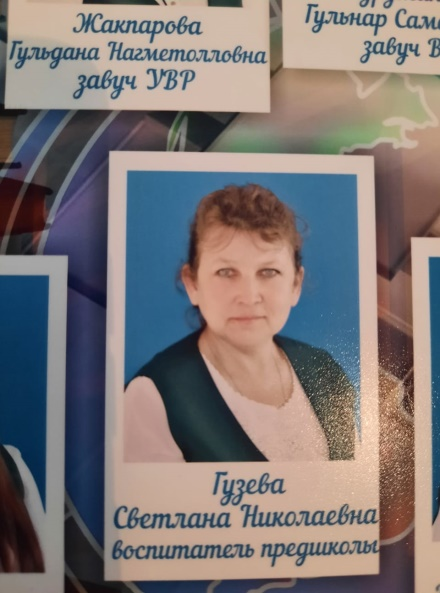 Жакпарова
Гульдана Нагметолловна
завуч УВР
Гульнар
завуч
Гузева
Светлана Николаевна
воспитатель предшколы